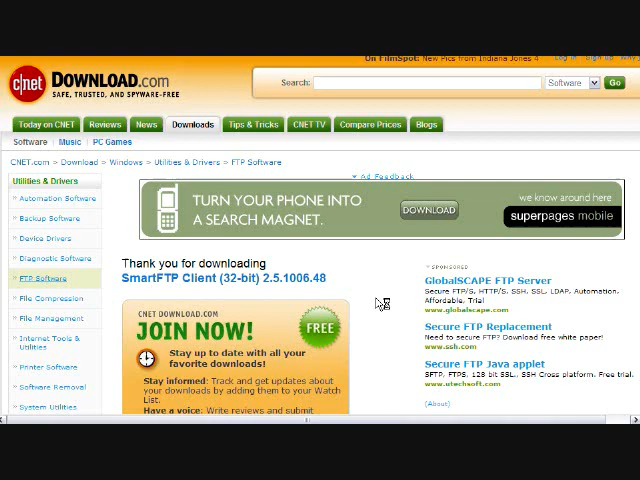 On FilmSpot: New Pics from Indiana Jones 4
Log in Sign up Why
c|net DOWNLOAD.com
SAFE, TRUSTED, AND SPYWARE-FREE
Search: Software Go
Today on CNET Reviews News Downloads Tips & Tricks CNET TV Compare Prices Blogs
Software Music PC Games
CNET.com > Download > Windows > Utilities & Drivers > FTP Software
Utilities & Drivers
Automation Software
Backup Software
Device Drivers
Diagnostic Software
FTP Software
File Compression
File Management
Internet Tools &
Utilities
Printer Software
Software Removal
System Utilities
Ad Feedback
TURN YOUR PHONE INTO
A SEARCH MAGNET.
DOWNLOAD
we know around here
superpages mobile
Thank you for downloading
SmartFTP Client (32-bit) 2.5.1006.48
CNET DOWNLOAD.COM
JOIN NOW!
FREE
Stay up to date with all your
favorite downloads!
Stay informed: Track and get updates about
your downloads by adding them to your Watch
List.
Have a voice: Write reviews and submit
SPONSORED
GlobalSCAPE FTP Server
Secure FTP/S, HTTP/S, SSH, SSL, LDAP, Automation,
Affordable, Trial
www.globalscape.com
Secure FTP Replacement
Need to secure FTP? Download free white paper!
www.ssh.com
Secure FTP Java applet
SFTP, FTPS, 128 bit SSL., SSH Cross platform. Free trial.
www.utechsoft.com
(About)